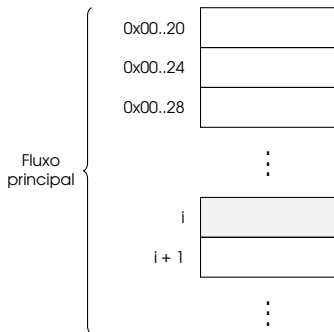 0x00..20
0x00..24
0x00..28
Fluxo
principal
i
i + 1